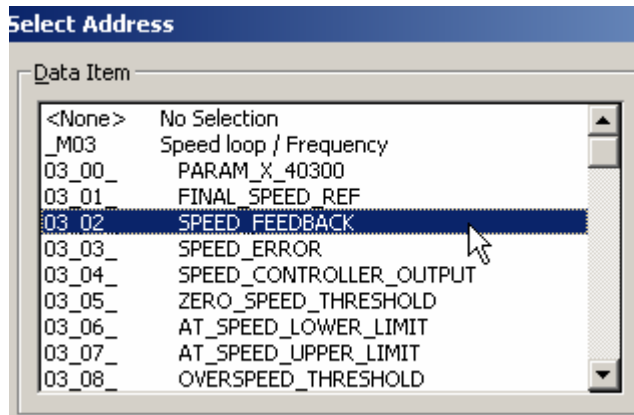 Select Address
Data Item
<None> No Selection
_M03 Speed loop / Frequency
03_00_ PARAM_X_40300
03_01_ FINAL_SPEED_REF
03_02_ SPEED_FEEDBACK
03_03_ SPEED_ERROR
03_04_ SPEED_CONTROLLER_OUTPUT
03_05_ ZERO_SPEED_THRESHOLD
03_06_ AT_SPEED_LOWER_LIMIT
03_07_ AT_SPEED_UPPER_LIMIT
03_08_ OVERSPEED_THRESHOLD